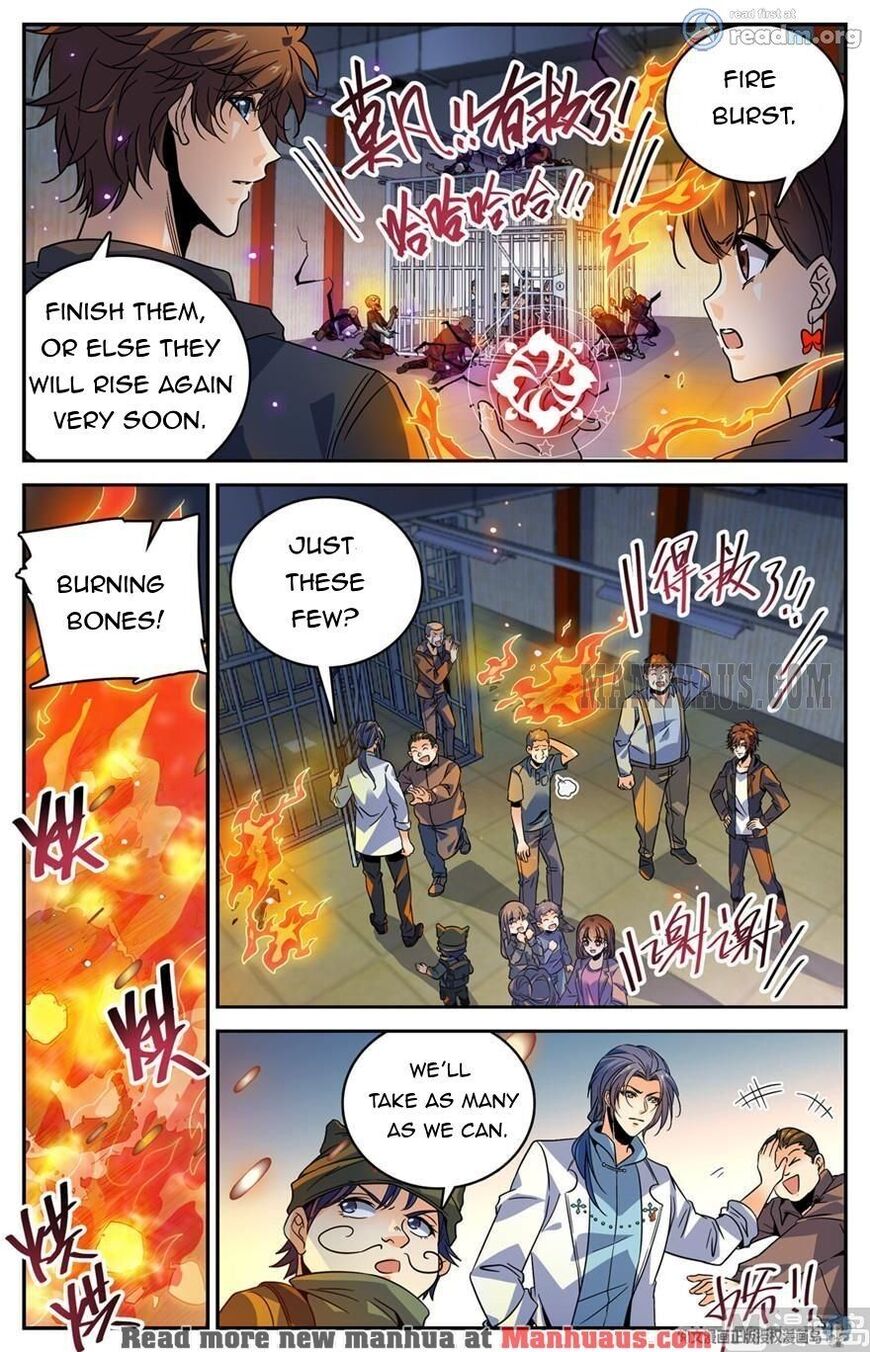 read first at
readm.org
FIRE
BURST.
莫凡!!有救了!
哈哈哈哈!!
FINISH THEM,
OR ELSE THEY
WILL RISE AGAIN
VERY SOON.
BURNING
BONES!
JUST
THESE
FEW?
得救了!!
MANHUAUS.COM
谢谢
WE'LL
TAKE AS MANY
AS WE CAN.
少爷!!
Read more new manhua at Manhuaus.com